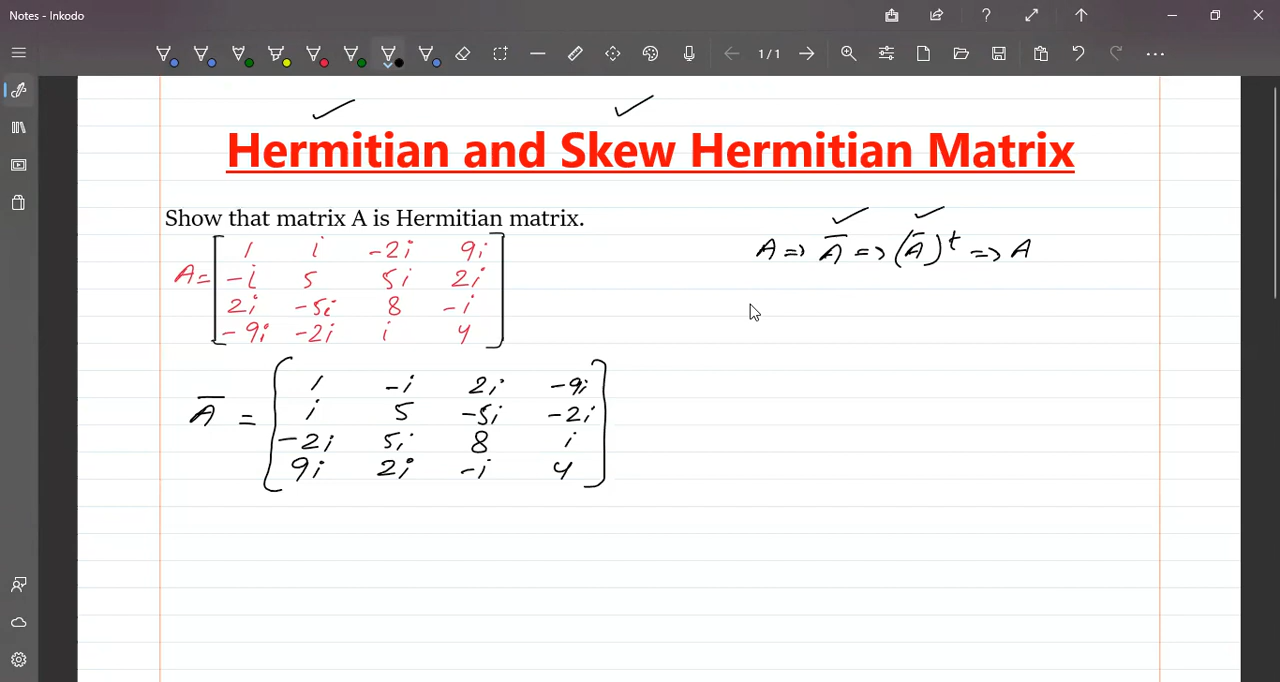 Notes - Inkodo
1/1
Hermitian and Skew Hermitian Matrix
Show that matrix A is Hermitian matrix.
A = [ 1 i -2i 9i
-i 5 5i 2i
2i -5i 8 -i
-9i -2i i 4 ]
A ⇒ A̅ ⇒ (A̅)ᵗ ⇒ A
A̅ = [ 1 -i 2i -9i
i 5 -5i -2i
-2i 5i 8 i
9i 2i -i 4 ]